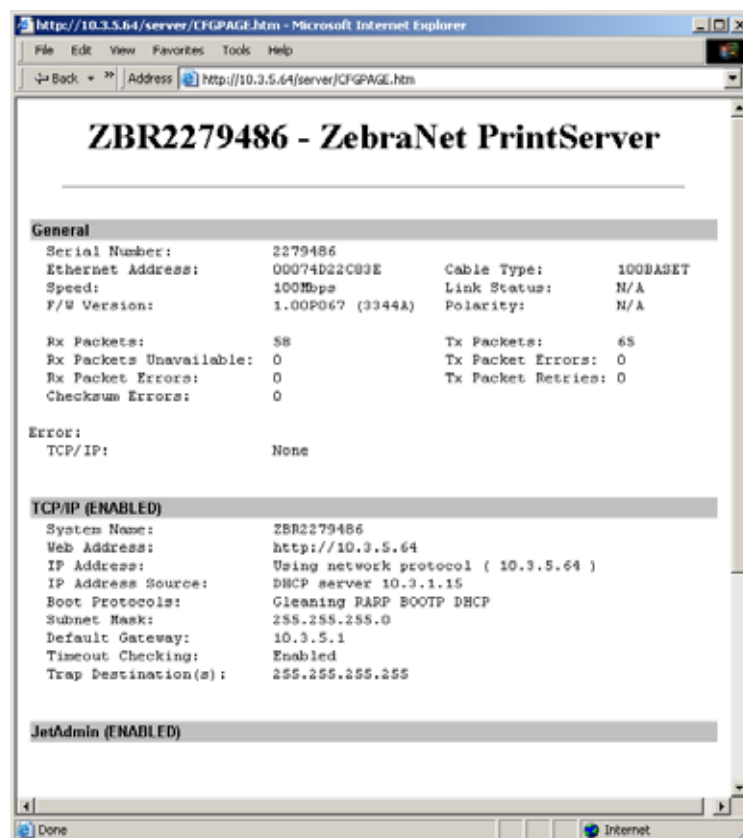 http://10.3.5.64/server/CFGPAGE.htm - Microsoft Internet Explorer
File Edit View Favorites Tools Help
Back » Address http://10.3.5.64/server/CFGPAGE.htm
ZBR2279486 - ZebraNet PrintServer
General
Serial Number: 2279486
Ethernet Address: 00074D22C83E Cable Type: 100BASET
Speed: 100Mbps Link Status: N/A
F/W Version: 1.00P067 (3344A) Polarity: N/A
Rx Packets: 58 Tx Packets: 65
Rx Packets Unavailable: 0 Tx Packet Errors: 0
Rx Packet Errors: 0 Tx Packet Retries: 0
Checksum Errors: 0
Error:
TCP/IP: None
TCP/IP (ENABLED)
System Name: ZBR2279486
Web Address: http://10.3.5.64
IP Address: Using network protocol ( 10.3.5.64 )
IP Address Source: DHCP server 10.3.1.15
Boot Protocols: Gleaning RARP BOOTP DHCP
Subnet Mask: 255.255.255.0
Default Gateway: 10.3.5.1
Timeout Checking: Enabled
Trap Destination(s): 255.255.255.255
JetAdmin (ENABLED)
Done Internet